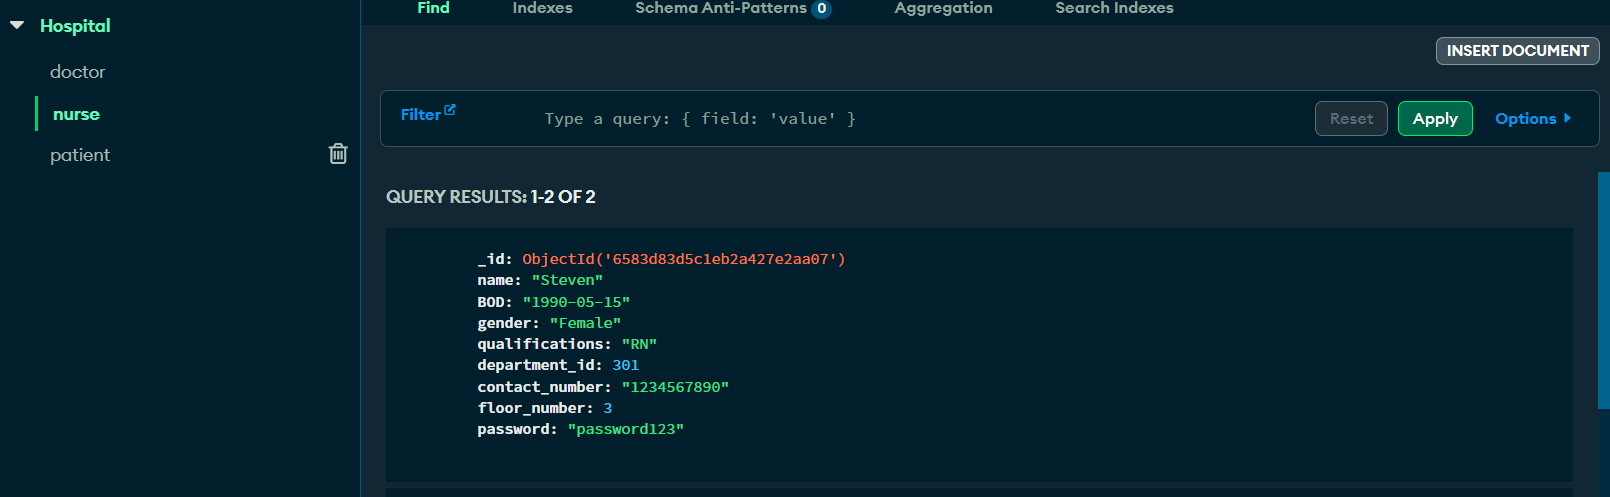 Hospital
doctor
nurse
patient
Find Indexes Schema Anti-Patterns 0 Aggregation Search Indexes
INSERT DOCUMENT
Filter Type a query: { field: 'value' } Reset Apply Options
QUERY RESULTS: 1-2 OF 2
_id: ObjectId('6583d83d5c1eb2a427e2aa07')
name: "Steven"
BOD: "1990-05-15"
gender: "Female"
qualifications: "RN"
department_id: 301
contact_number: "1234567890"
floor_number: 3
password: "password123"